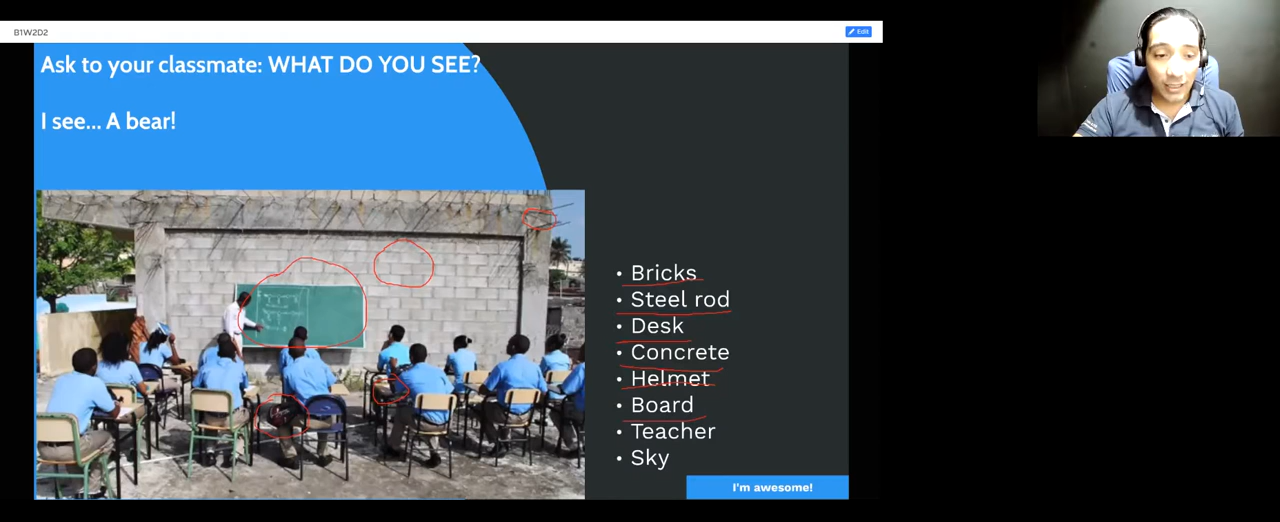 B1W2D2
Edit
Ask to your classmate: WHAT DO YOU SEE?
I see... A bear!
• Bricks
• Steel rod
• Desk
• Concrete
• Helmet
• Board
• Teacher
• Sky
I'm awesome!